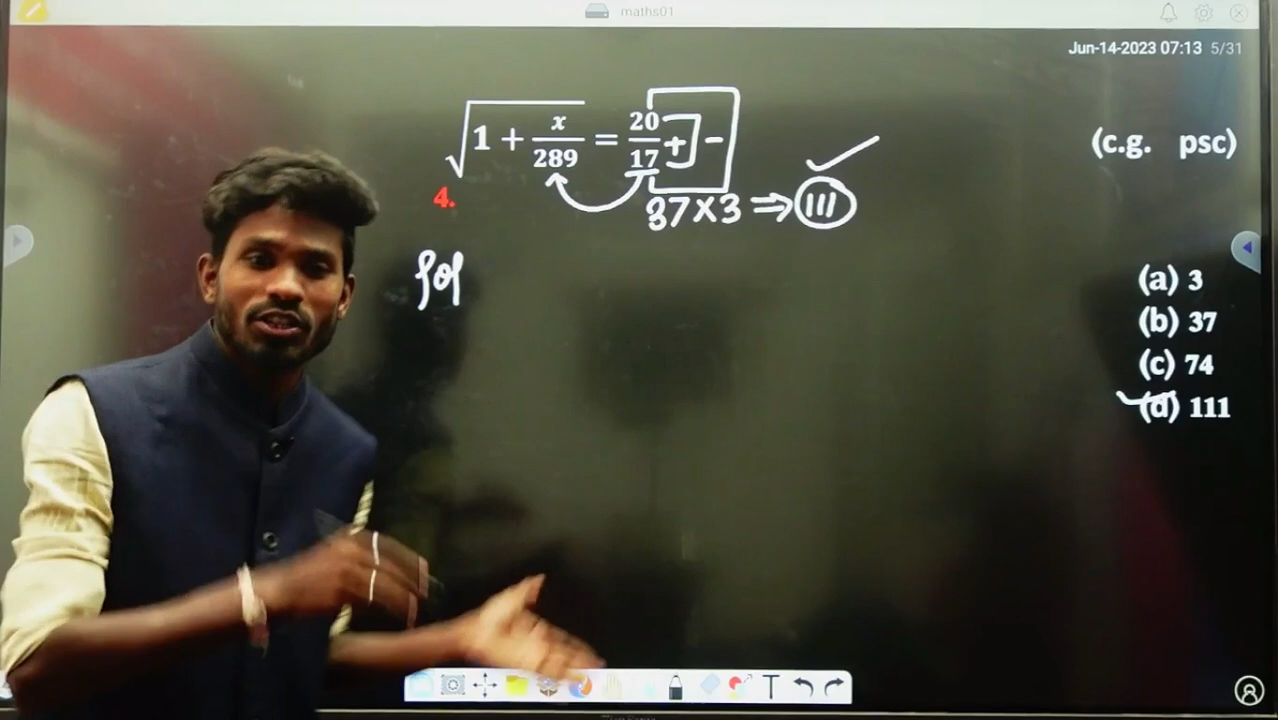 maths01
Jun-14-2023 07:13 5/31
4. √(1 + x/289) = 20/17 + -
(c.g. psc)
37×3 ⇒ 111
Sol
(a) 3
(b) 37
(c) 74
(d) 111
T